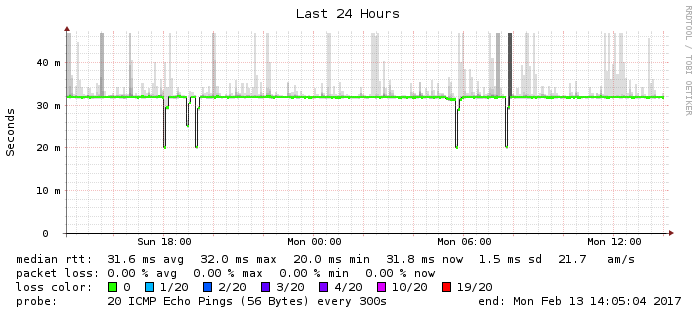 Last 24 Hours
RRDTOOL / TOBI OETIKER
Seconds
40 m
30 m
20 m
10 m
0
Sun 18:00 Mon 00:00 Mon 06:00 Mon 12:00
median rtt: 31.6 ms avg 32.0 ms max 20.0 ms min 31.8 ms now 1.5 ms sd 21.7 am/s
packet loss: 0.00 % avg 0.00 % max 0.00 % min 0.00 % now
loss color: 0 1/20 2/20 3/20 4/20 10/20 19/20
probe: 20 ICMP Echo Pings (56 Bytes) every 300s end: Mon Feb 13 14:05:04 2017